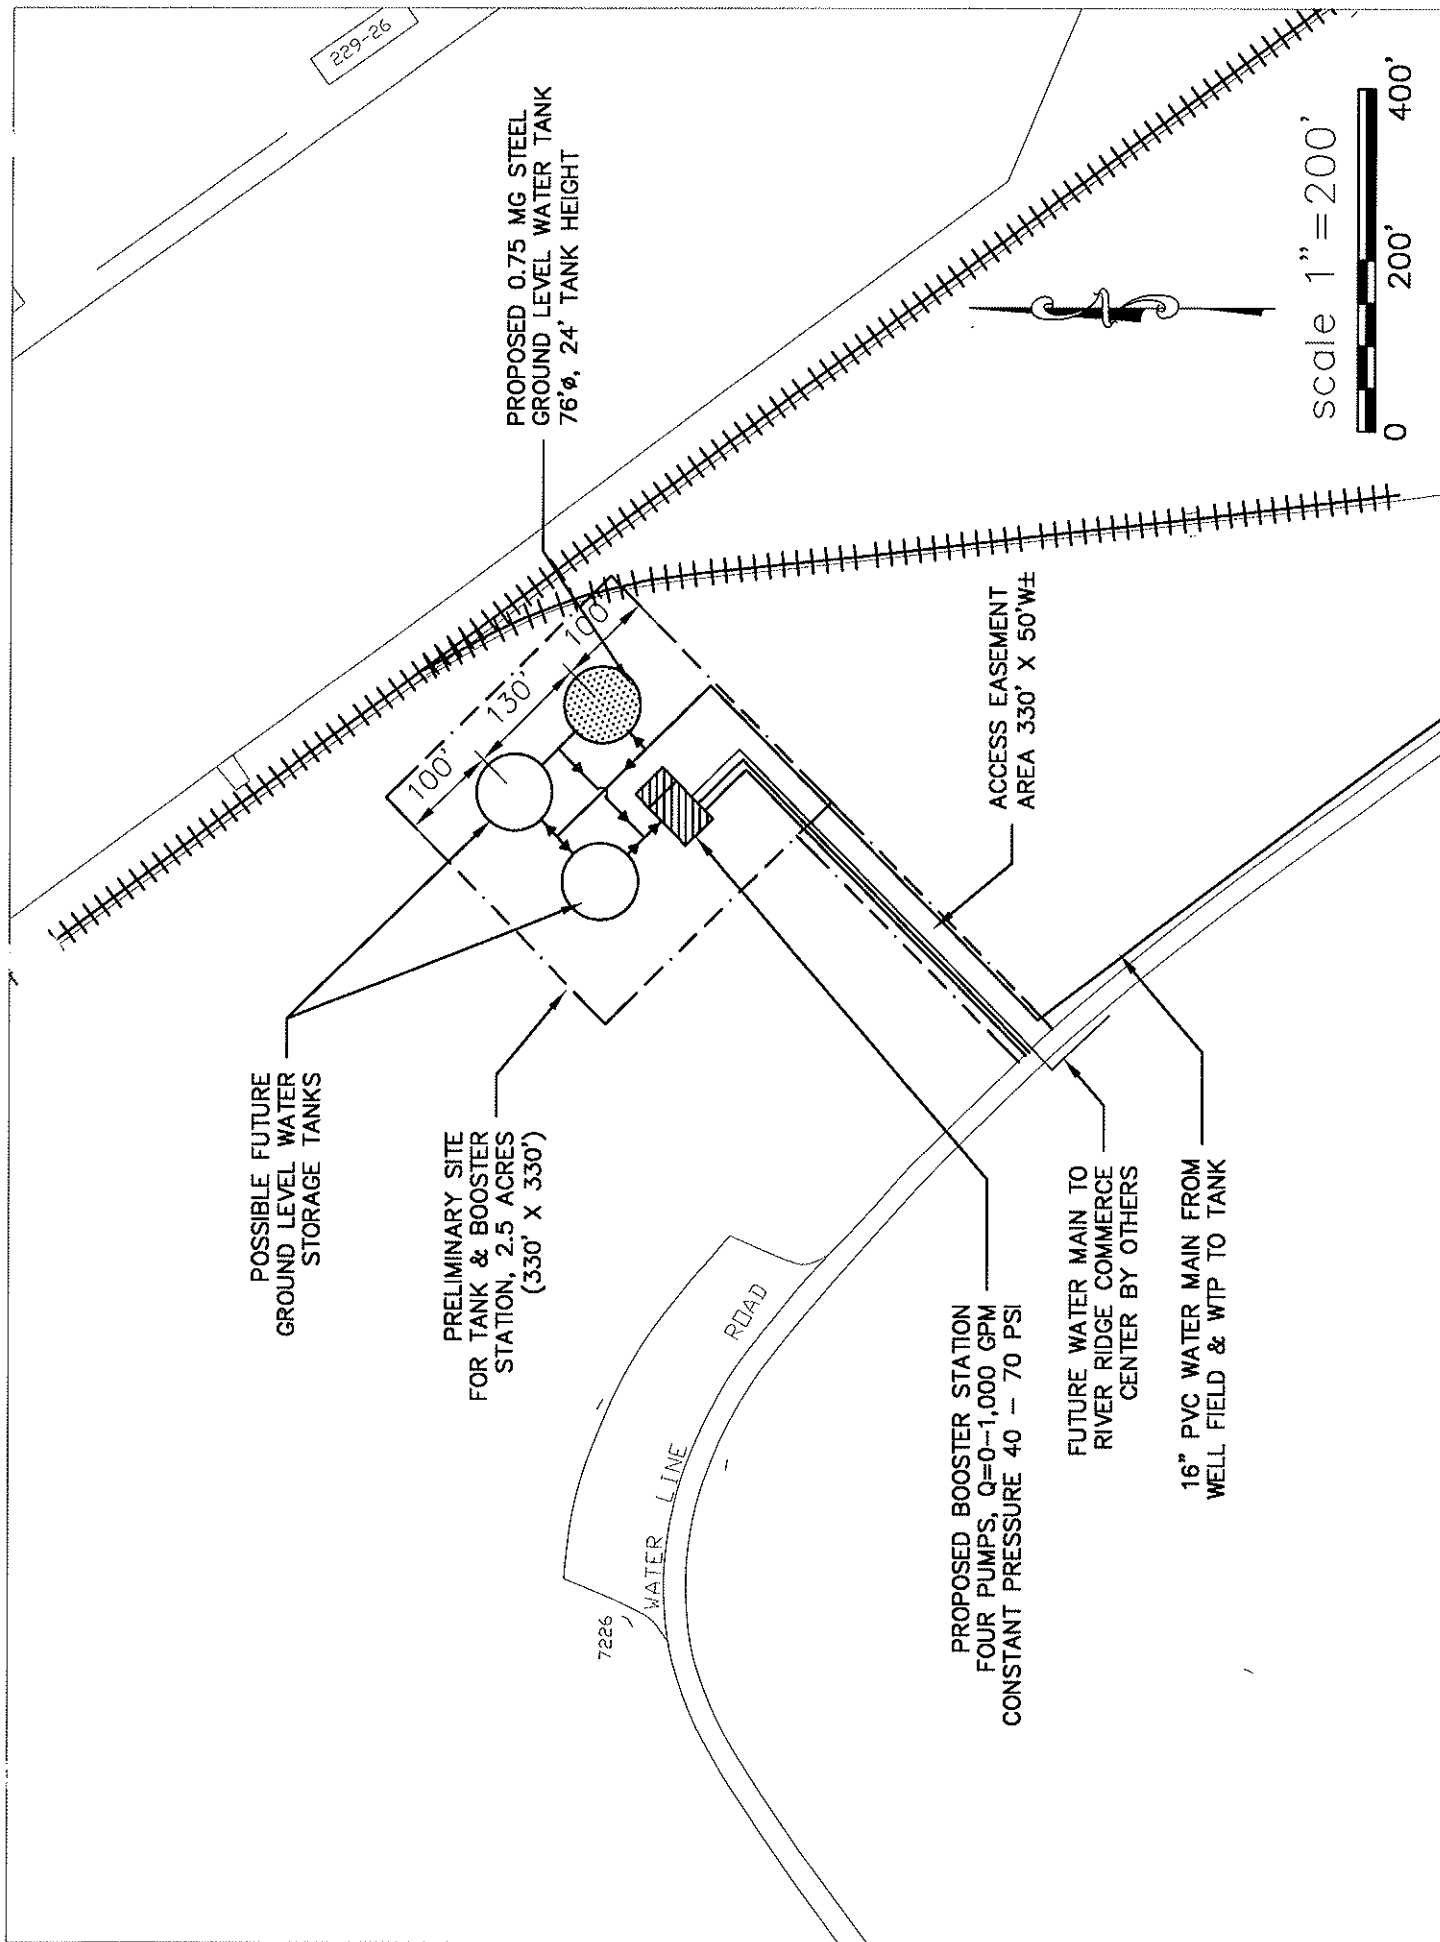 229-26
PROPOSED 0.75 MG STEEL
GROUND LEVEL WATER TANK
76'ø, 24' TANK HEIGHT
POSSIBLE FUTURE
GROUND LEVEL WATER
STORAGE TANKS
100'
130'
100'
PRELIMINARY SITE
FOR TANK & BOOSTER
STATION, 2.5 ACRES
(330' X 330')
ACCESS EASEMENT
AREA 330' X 50'W±
7226
WATER LINE ROAD
PROPOSED BOOSTER STATION
FOUR PUMPS, Q=0-1,000 GPM
CONSTANT PRESSURE 40 - 70 PSI
FUTURE WATER MAIN TO
RIVER RIDGE COMMERCE
CENTER BY OTHERS
16" PVC WATER MAIN FROM
WELL FIELD & WTP TO TANK
scale 1"=200'
0 200' 400'